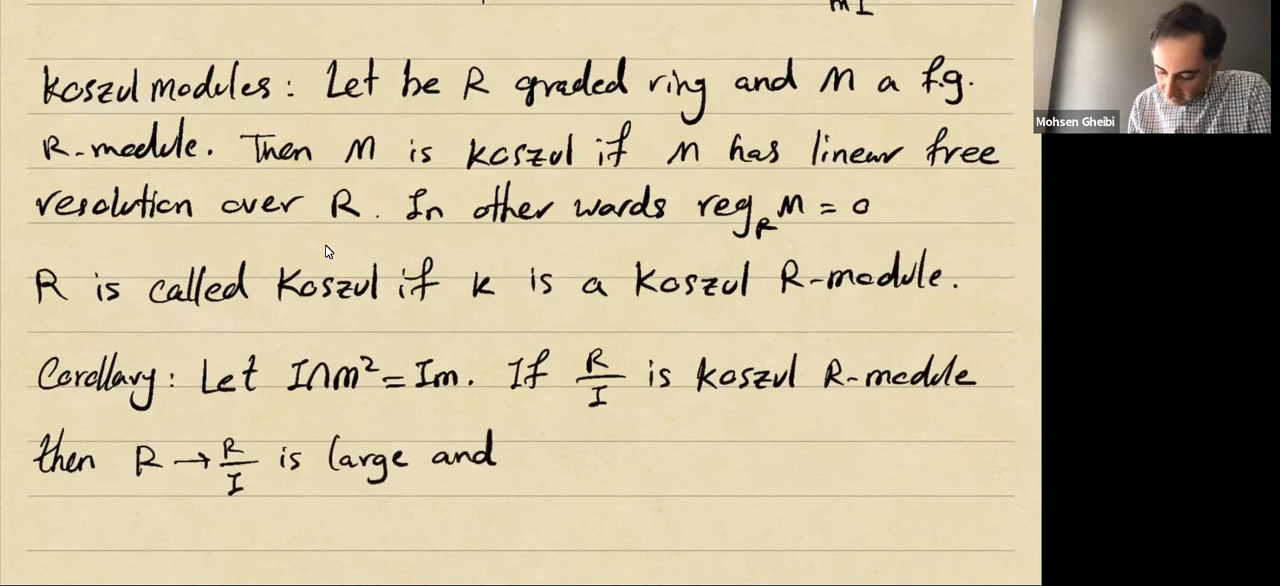 mI
Koszul modules: Let be R graded ring and M a f.g.
R-module. Then M is Koszul if M has linear free
resolution over R. In other words reg_R M = 0
R is called Koszul if k is a Koszul R-module.
Corollary: Let I∩m² = Im. If R/I is Koszul R-module
then R → R/I is large and
Mohsen Gheibi